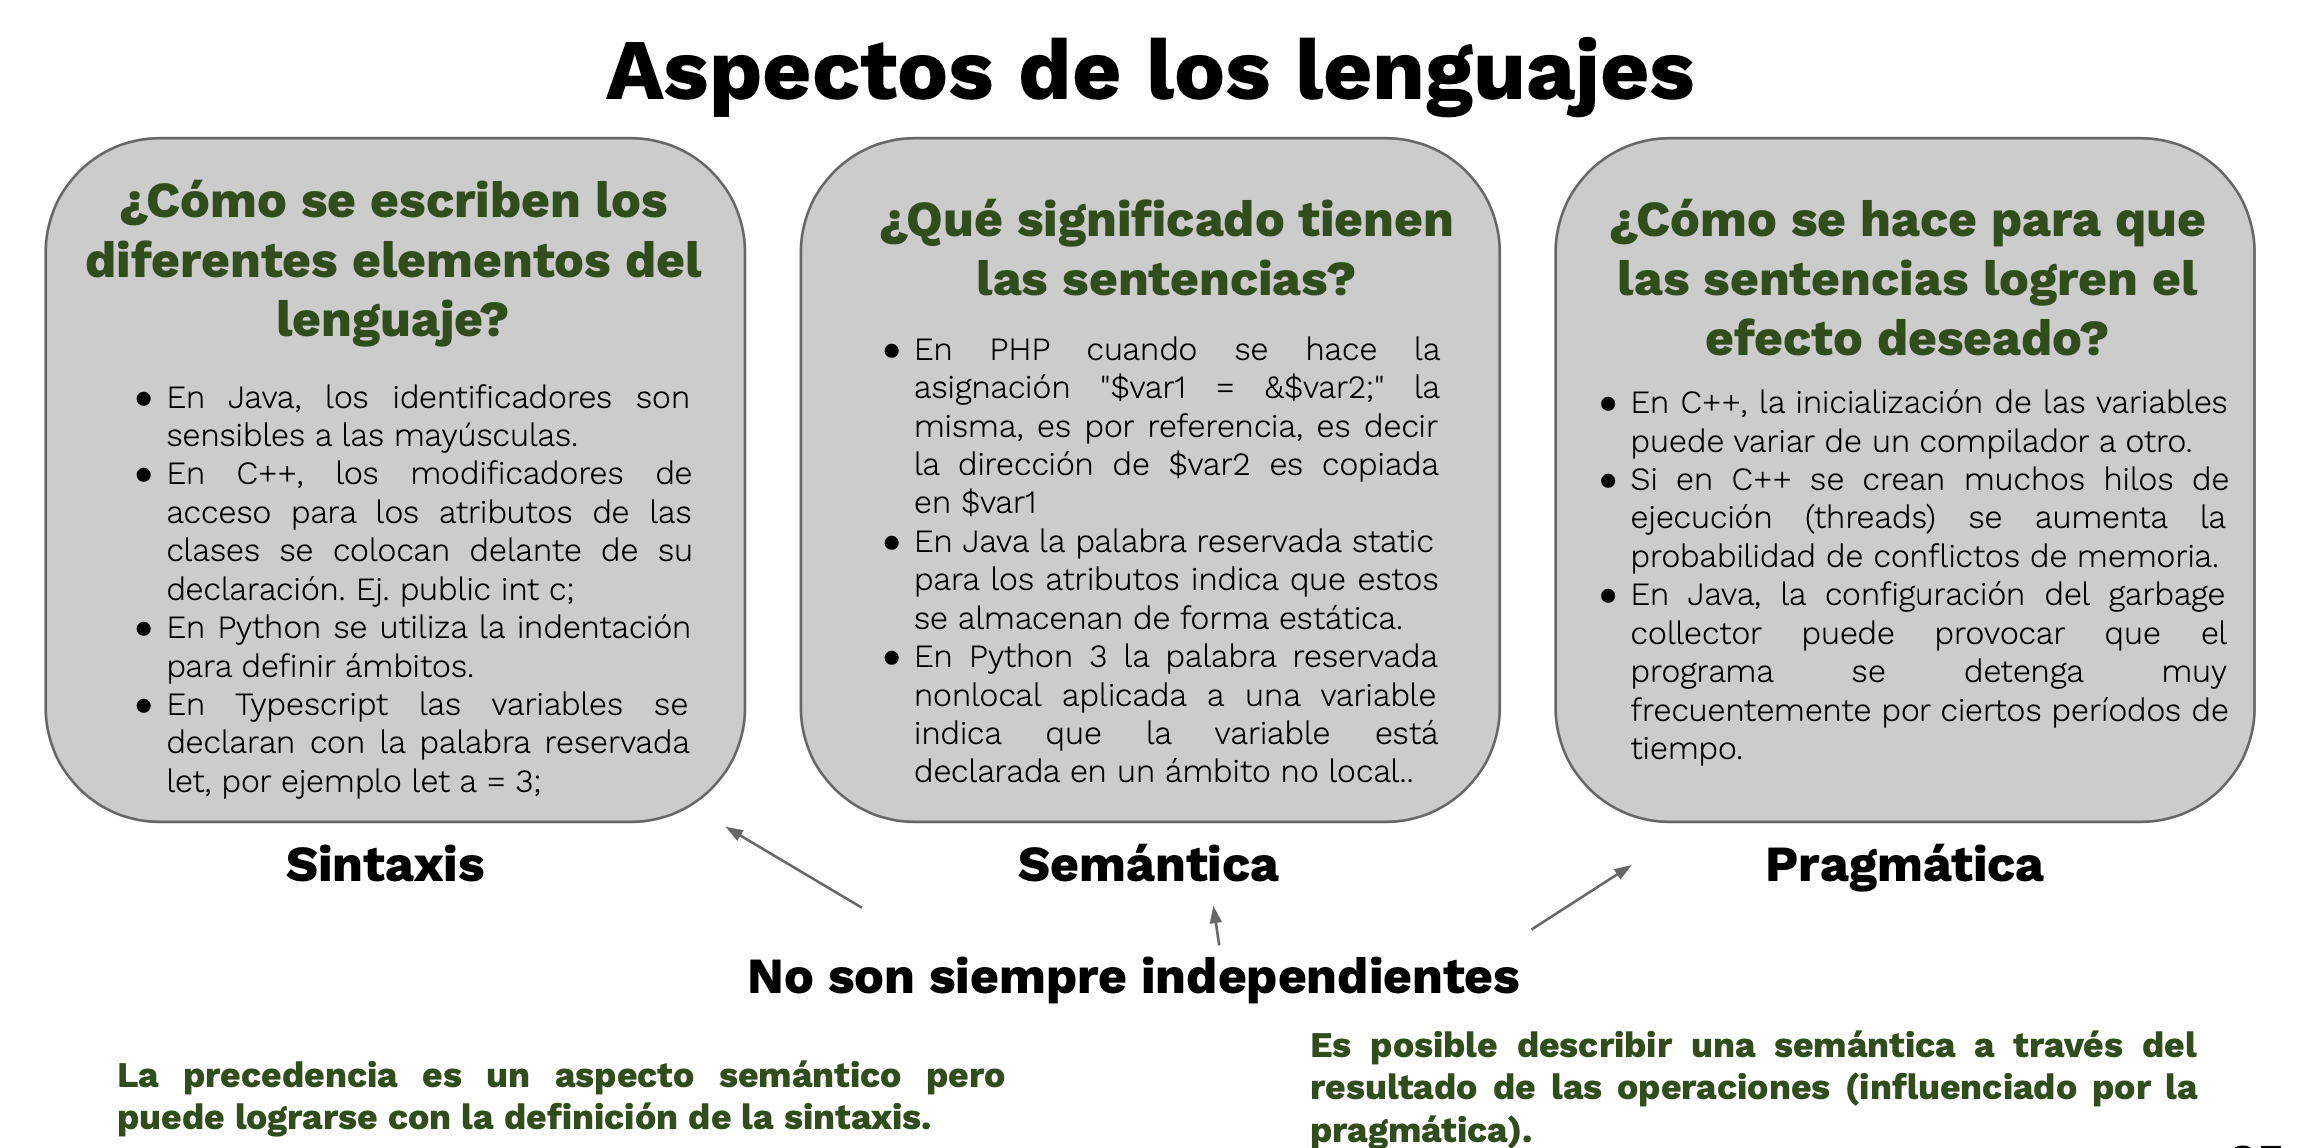 Aspectos de los lenguajes
¿Cómo se escriben los
diferentes elementos del
lenguaje?
● En Java, los identificadores son
sensibles a las mayúsculas.
● En C++, los modificadores de
acceso para los atributos de las
clases se colocan delante de su
declaración. Ej. public int c;
● En Python se utiliza la indentación
para definir ámbitos.
● En Typescript las variables se
declaran con la palabra reservada
let, por ejemplo let a = 3;
Sintaxis
¿Qué significado tienen
las sentencias?
● En PHP cuando se hace la
asignación "$var1 = &$var2;" la
misma, es por referencia, es decir
la dirección de $var2 es copiada
en $var1
● En Java la palabra reservada static
para los atributos indica que estos
se almacenan de forma estática.
● En Python 3 la palabra reservada
nonlocal aplicada a una variable
indica que la variable está
declarada en un ámbito no local..
Semántica
¿Cómo se hace para que
las sentencias logren el
efecto deseado?
● En C++, la inicialización de las variables
puede variar de un compilador a otro.
● Si en C++ se crean muchos hilos de
ejecución (threads) se aumenta la
probabilidad de conflictos de memoria.
● En Java, la configuración del garbage
collector puede provocar que el
programa se detenga muy
frecuentemente por ciertos períodos de
tiempo.
Pragmática
No son siempre independientes
La precedencia es un aspecto semántico pero
puede lograrse con la definición de la sintaxis.
Es posible describir una semántica a través del
resultado de las operaciones (influenciado por la
pragmática).